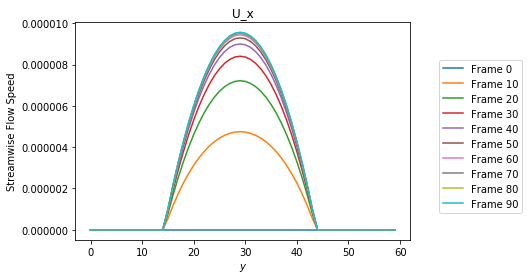 U_x
0.000010
0.000008
0.000006
0.000004
0.000002
0.000000
Streamwise Flow Speed
0 10 20 30 40 50 60
y
Frame 0
Frame 10
Frame 20
Frame 30
Frame 40
Frame 50
Frame 60
Frame 70
Frame 80
Frame 90